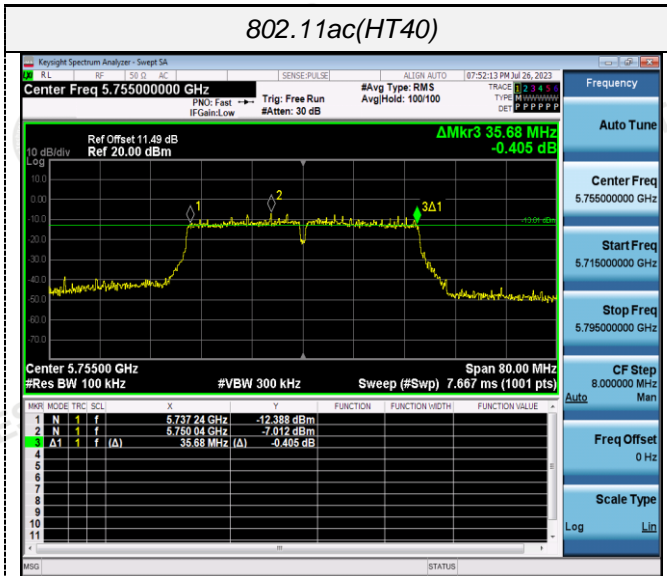 802.11ac(HT40)
Keysight Spectrum Analyzer - Swept SA
RL RF 50 Ω AC SENSE:PULSE ALIGN AUTO 07:52:13 PM Jul 26, 2023
Center Freq 5.755000000 GHz
PNO: Fast
IFGain:Low
Trig: Free Run
#Atten: 30 dB
#Avg Type: RMS
Avg|Hold: 100/100
TRACE 1 2 3 4 5 6
TYPE M W W W W W
DET P P P P P P
Ref Offset 11.49 dB
Ref 20.00 dBm
10 dB/div
Log
ΔMkr3 35.68 MHz
-0.405 dB
10.0
0.00
-10.0
-20.0
-30.0
-40.0
-50.0
-60.0
-70.0
1
2
3Δ1
-13.01 dBm
Center 5.75500 GHz Span 80.00 MHz
#Res BW 100 kHz #VBW 300 kHz Sweep (#Swp) 7.667 ms (1001 pts)
MKR MODE TRC SCL X Y FUNCTION FUNCTION WIDTH FUNCTION VALUE
1 N 1 f 5.737 24 GHz -12.388 dBm
2 N 1 f 5.750 04 GHz -7.012 dBm
3 Δ1 1 f (Δ) 35.68 MHz (Δ) -0.405 dB
4
5
6
7
8
9
10
11
MSG STATUS
Frequency
Auto Tune
Center Freq
5.755000000 GHz
Start Freq
5.715000000 GHz
Stop Freq
5.795000000 GHz
CF Step
8.000000 MHz
Auto Man
Freq Offset
0 Hz
Scale Type
Log Lin